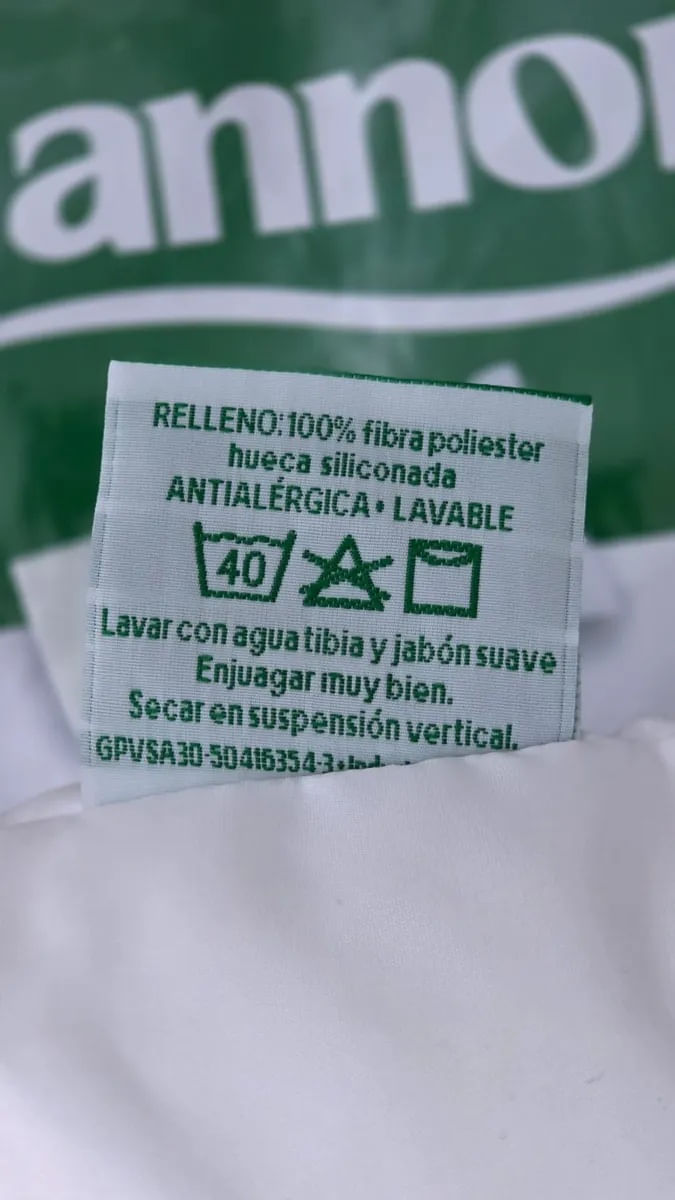 annon
RELLENO: 100% fibra poliester
hueca siliconada
ANTIALÉRGICA • LAVABLE
40
Lavar con agua tibia y jabón suave
Enjuagar muy bien.
Secar en suspensión vertical.
GPVSA30-50416354-3•Ind